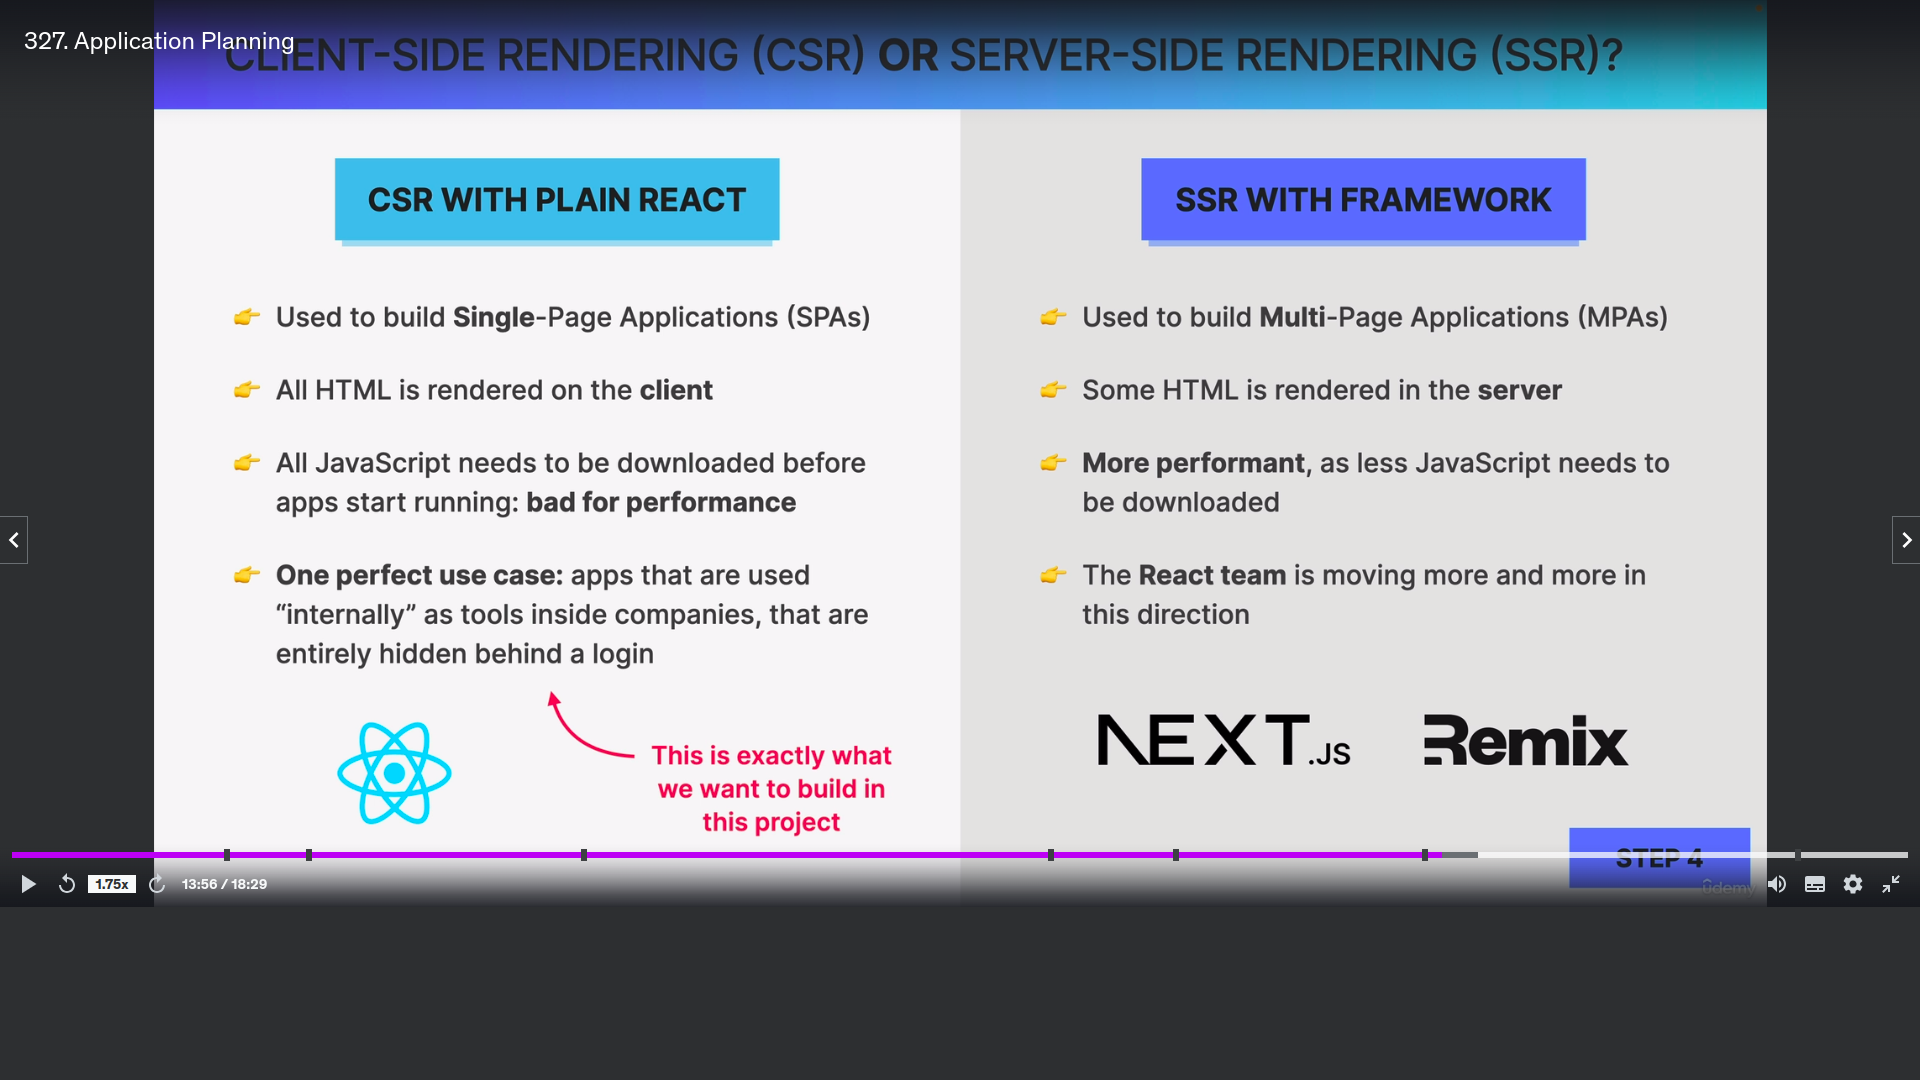 327. Application Planning
CLIENT-SIDE RENDERING (CSR) OR SERVER-SIDE RENDERING (SSR)?
CSR WITH PLAIN REACT
👉 Used to build Single-Page Applications (SPAs)
👉 All HTML is rendered on the client
👉 All JavaScript needs to be downloaded before
apps start running: bad for performance
👉 One perfect use case: apps that are used
“internally” as tools inside companies, that are
entirely hidden behind a login
This is exactly what
we want to build in
this project
SSR WITH FRAMEWORK
👉 Used to build Multi-Page Applications (MPAs)
👉 Some HTML is rendered in the server
👉 More performant, as less JavaScript needs to
be downloaded
👉 The React team is moving more and more in
this direction
NEXT.JS
Remix
STEP 4
udemy
1.75x
13:56 / 18:29